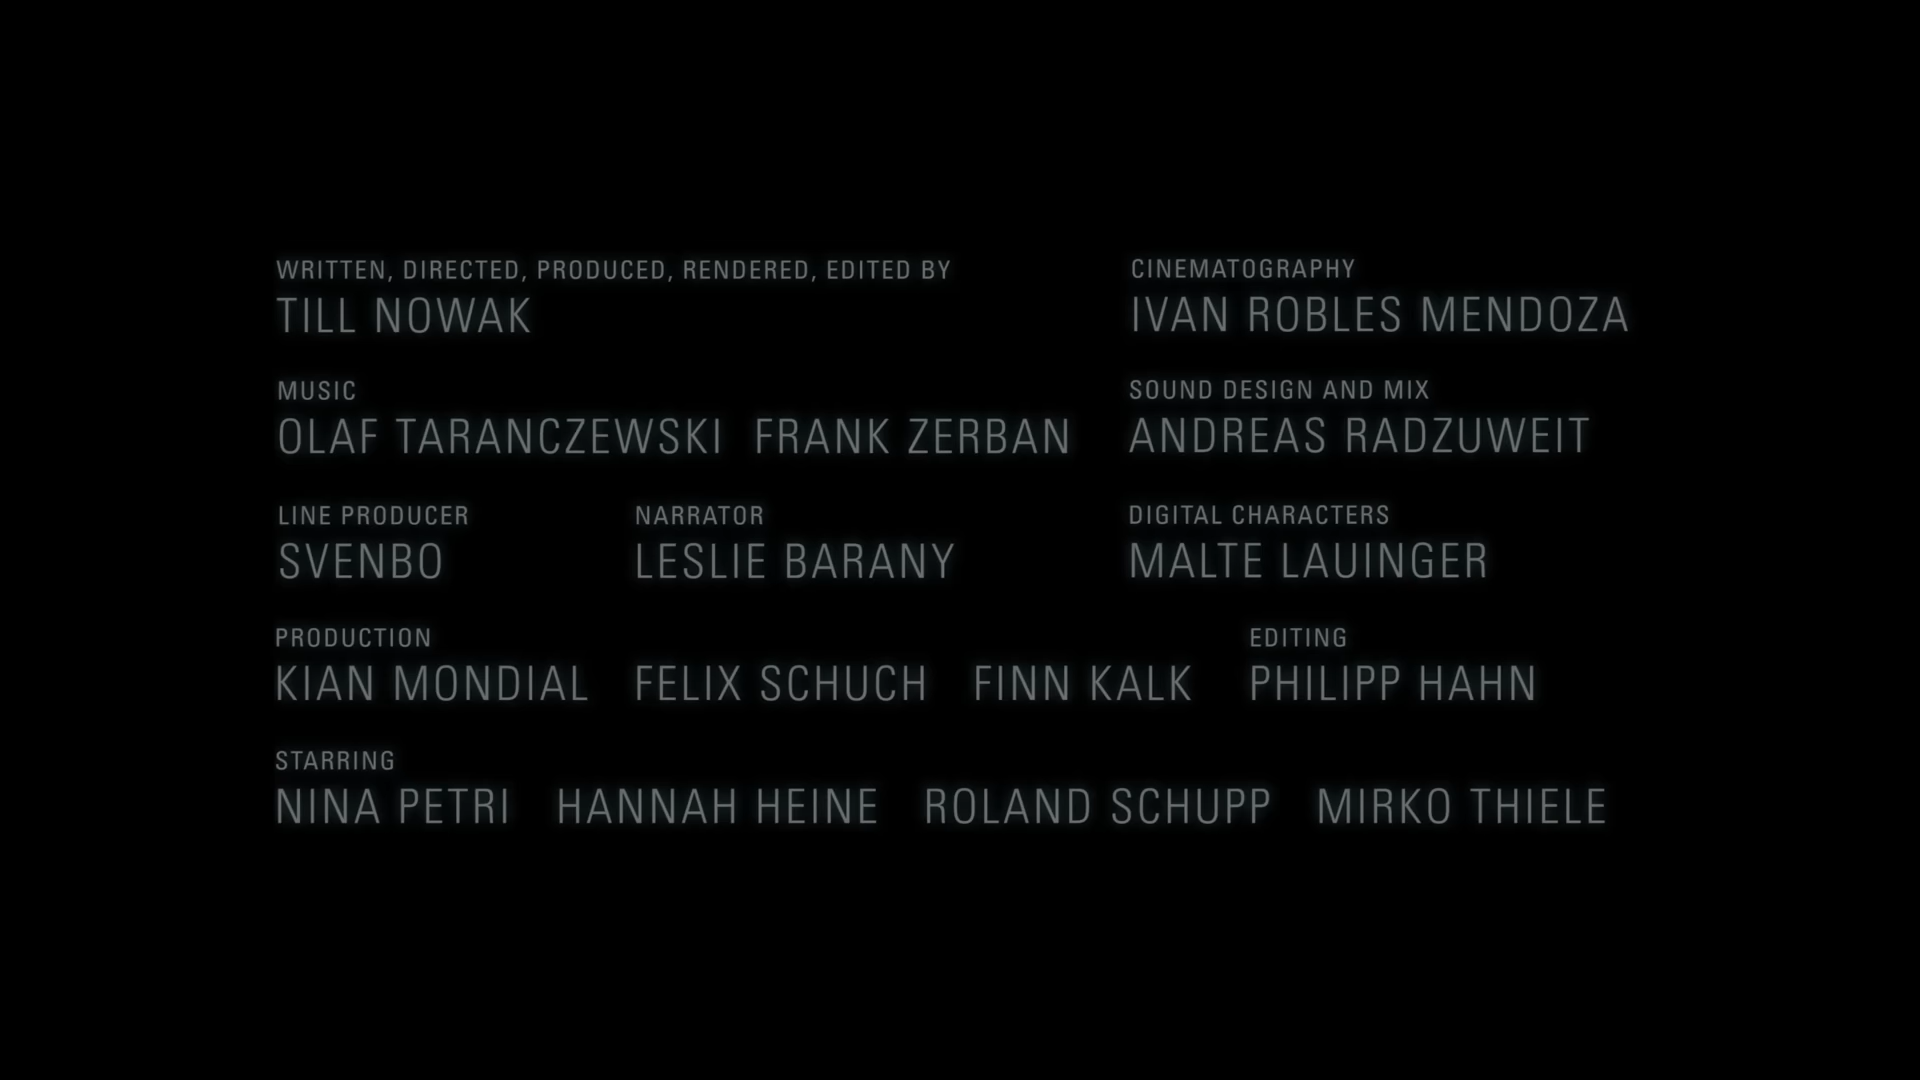 WRITTEN, DIRECTED, PRODUCED, RENDERED, EDITED BY
TILL NOWAK
CINEMATOGRAPHY
IVAN ROBLES MENDOZA
MUSIC
OLAF TARANCZEWSKI FRANK ZERBAN
SOUND DESIGN AND MIX
ANDREAS RADZUWEIT
LINE PRODUCER
SVENBO
NARRATOR
LESLIE BARANY
DIGITAL CHARACTERS
MALTE LAUINGER
PRODUCTION
KIAN MONDIAL FELIX SCHUCH FINN KALK
EDITING
PHILIPP HAHN
STARRING
NINA PETRI HANNAH HEINE ROLAND SCHUPP MIRKO THIELE